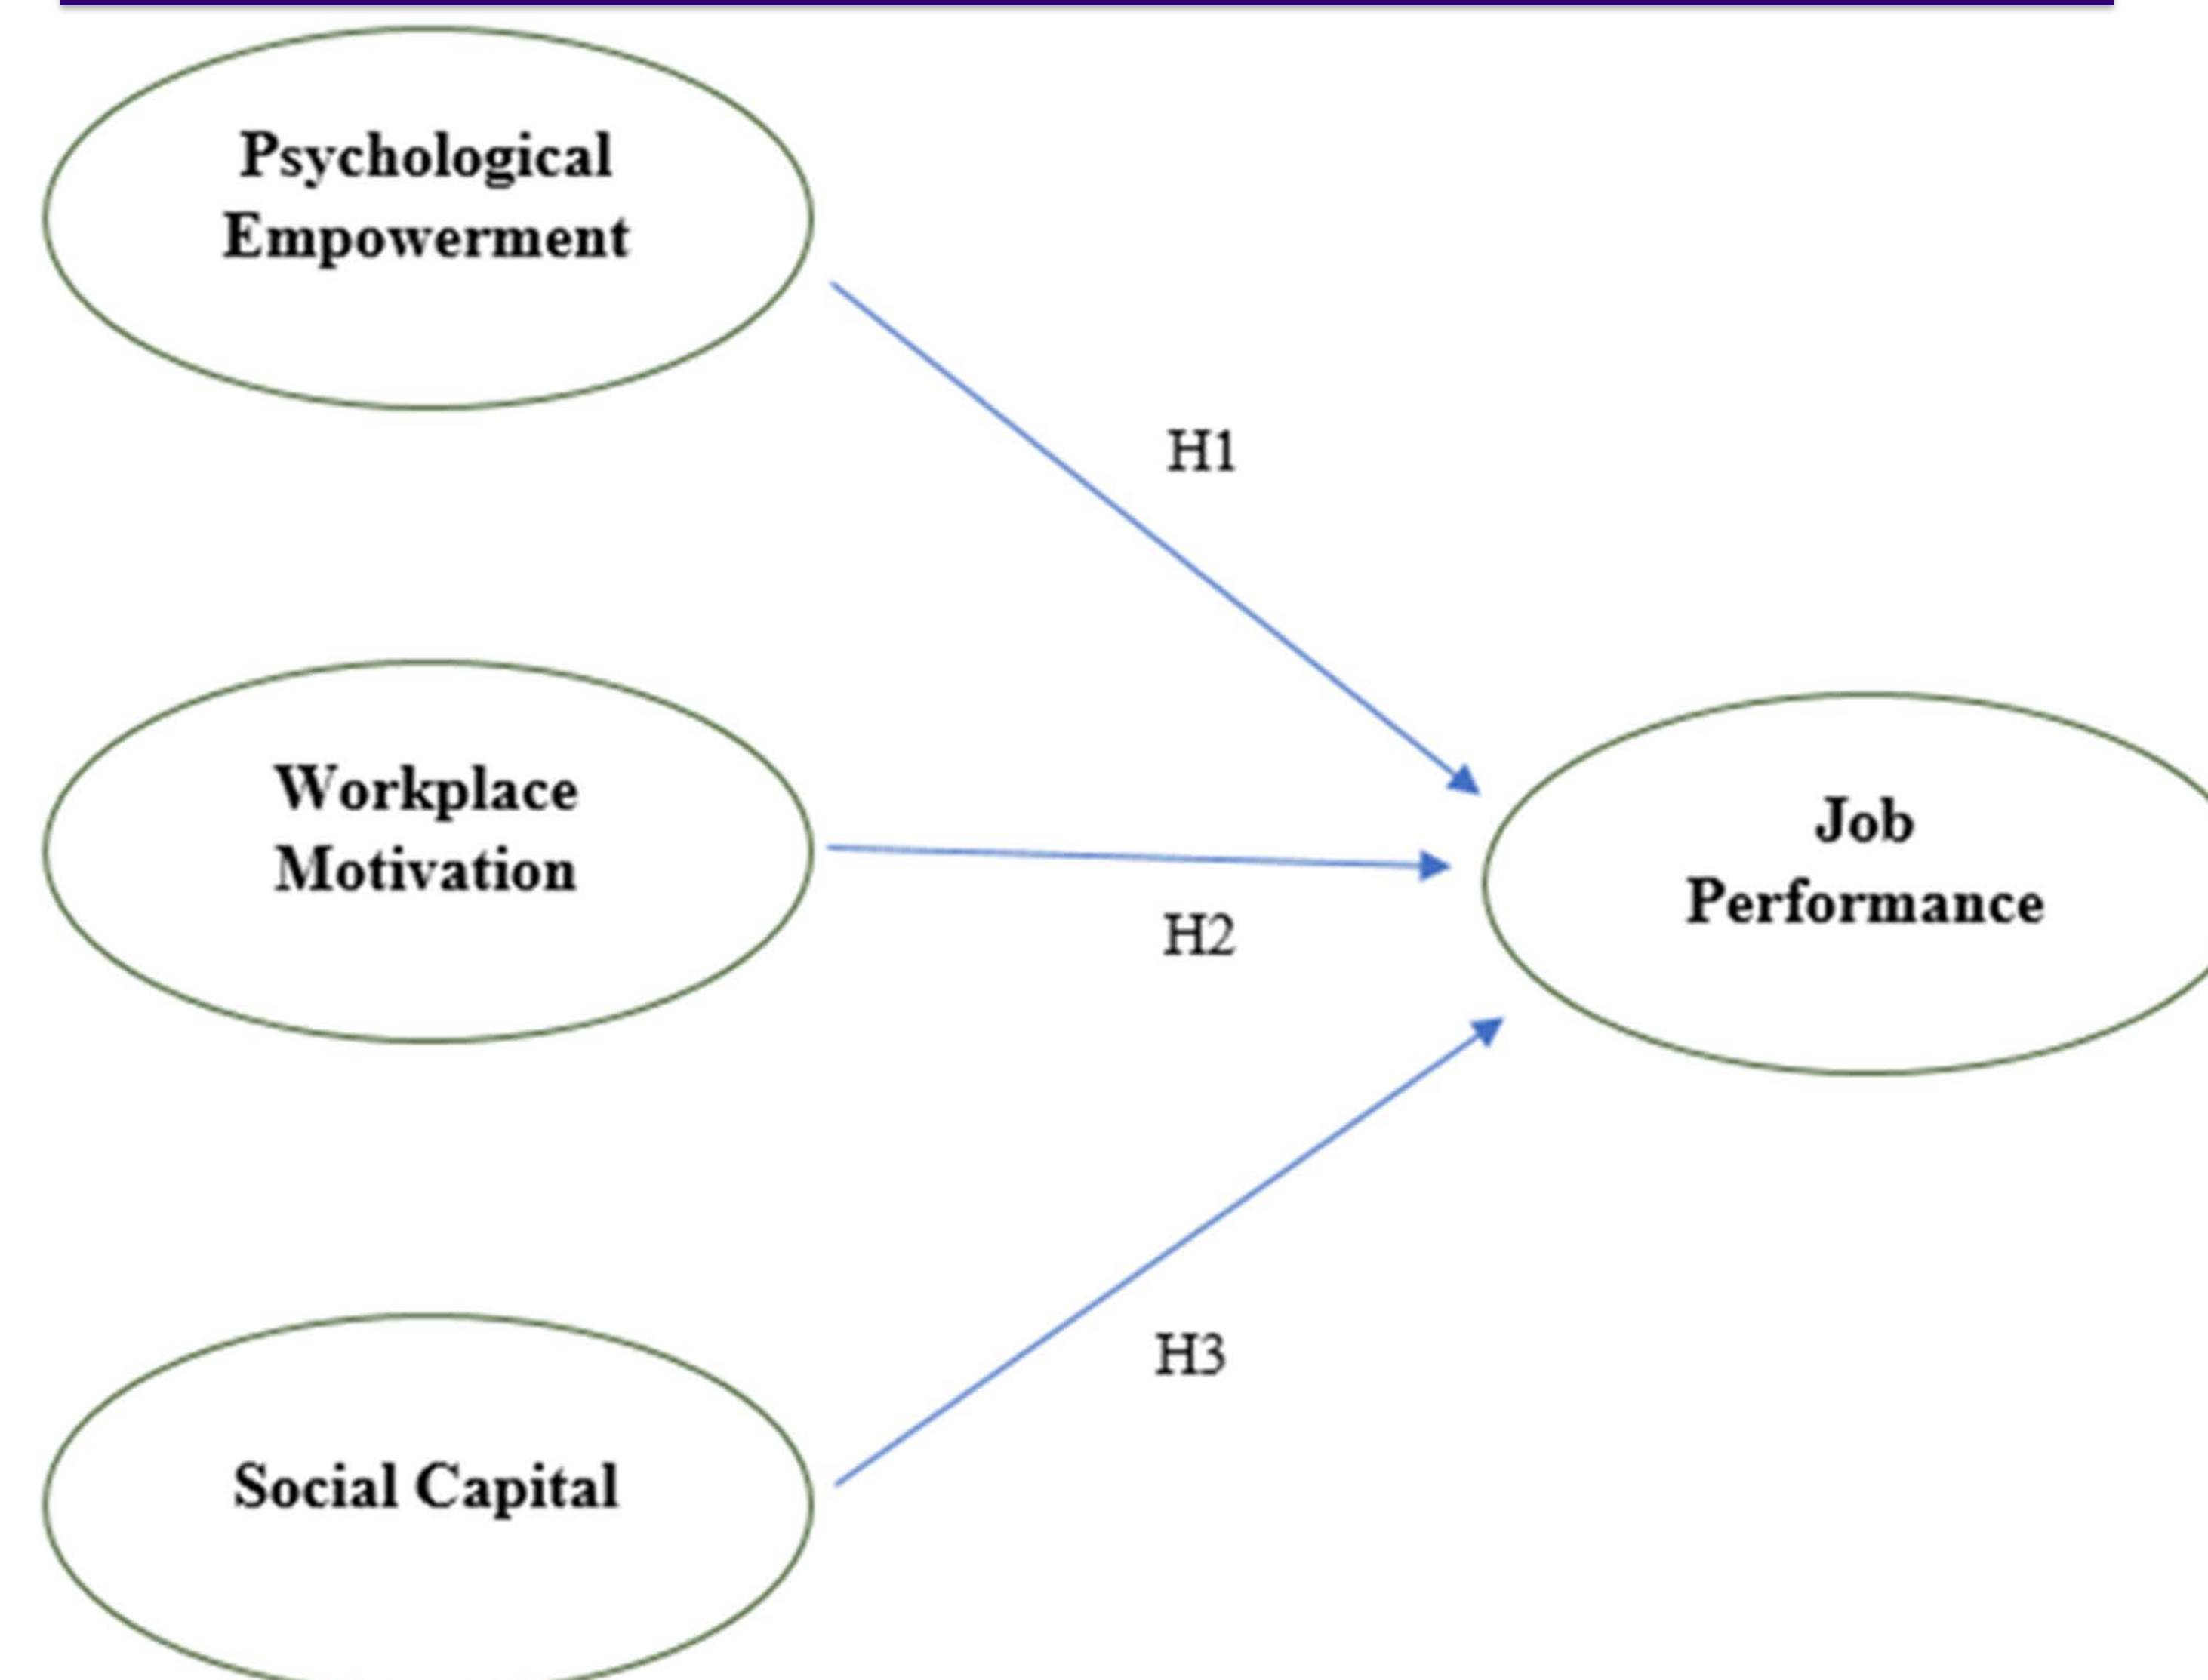 Psychological
Empowerment
H1
Workplace
Motivation
Job
Performance
H2
H3
Social Capital